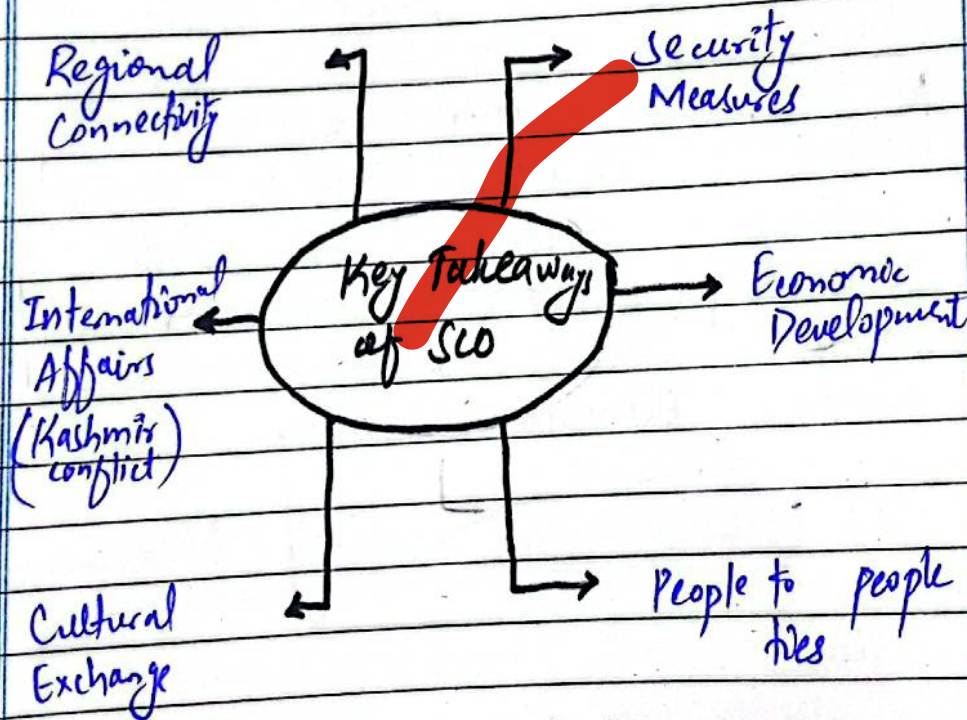 Regional
Connectivity
Security
Measures
Key Takeaways
of SCO
International
Affairs
(Kashmir
conflict)
Economic
Development
Cultural
Exchange
People to people
ties